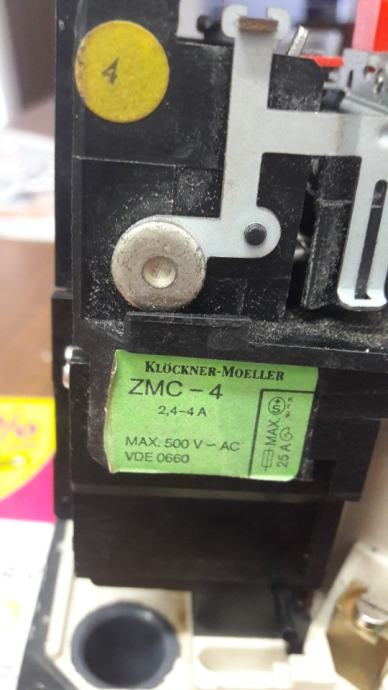 4
KLÖCKNER-MOELLER
ZMC-4
2,4-4 A
MAX. 500 V ~ AC
VDE 0660
MAX.
25 A